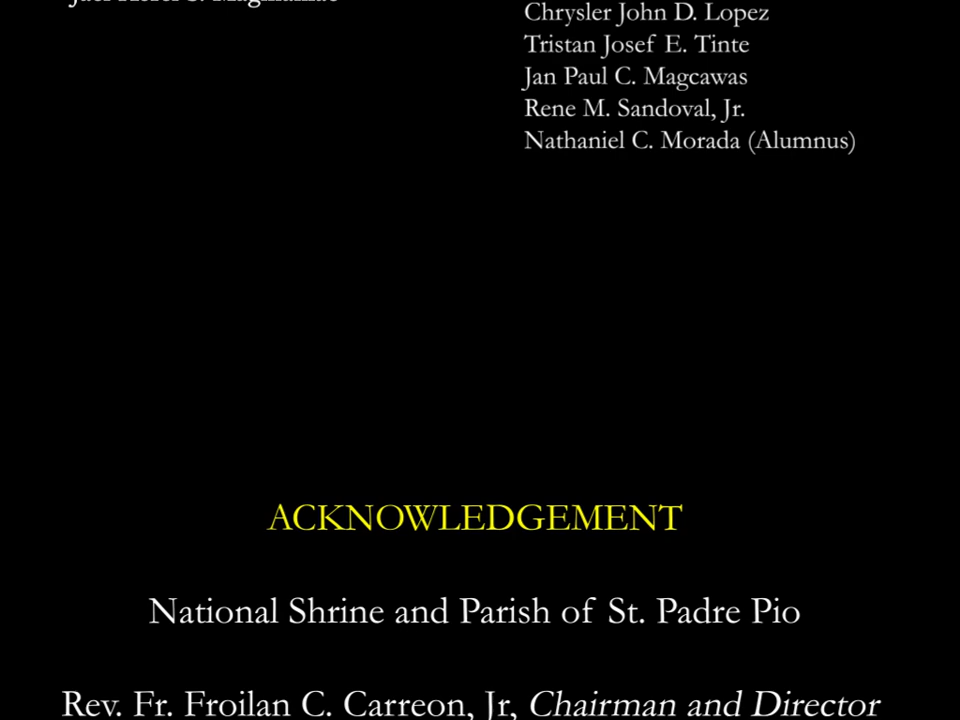 Chrysler John D. Lopez
Tristan Josef E. Tinte
Jan Paul C. Magcawas
Rene M. Sandoval, Jr.
Nathaniel C. Morada (Alumnus)
ACKNOWLEDGEMENT
National Shrine and Parish of St. Padre Pio
Rev. Fr. Froilan C. Carreon, Jr, Chairman and Director